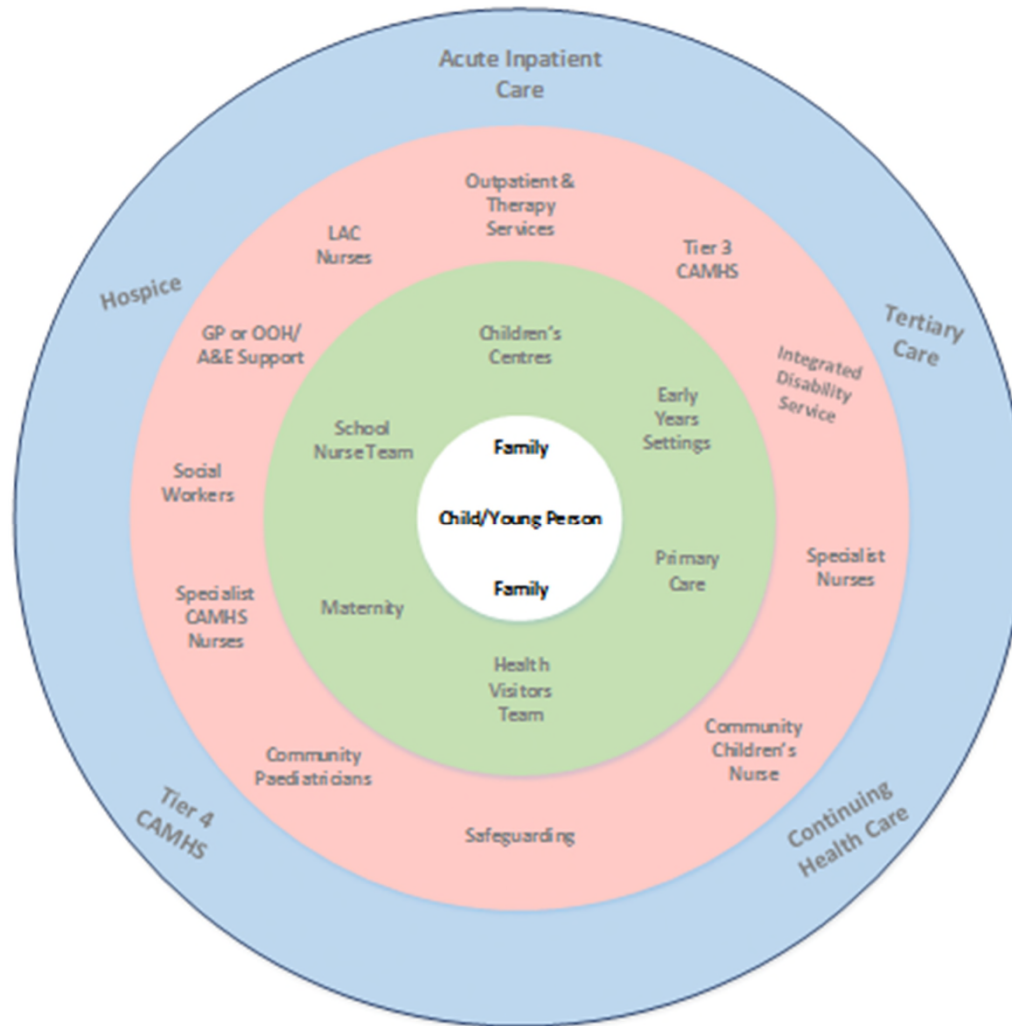 Acute Inpatient
Care
Outpatient &
Therapy
Services
LAC
Nurses
Tier 3
CAMHS
Hospice
Tertiary
Care
GP or OOH/
A&E Support
Children's
Centres
Integrated
Disability
Service
Early
Years
Settings
School
Nurse Team
Family
Social
Workers
Child/Young Person
Primary
Care
Specialist
Nurses
Family
Specialist
CAMHS
Nurses
Maternity
Health
Visitors
Team
Community
Children's
Nurse
Community
Paediatricians
Tier 4
CAMHS
Continuing
Health Care
Safeguarding